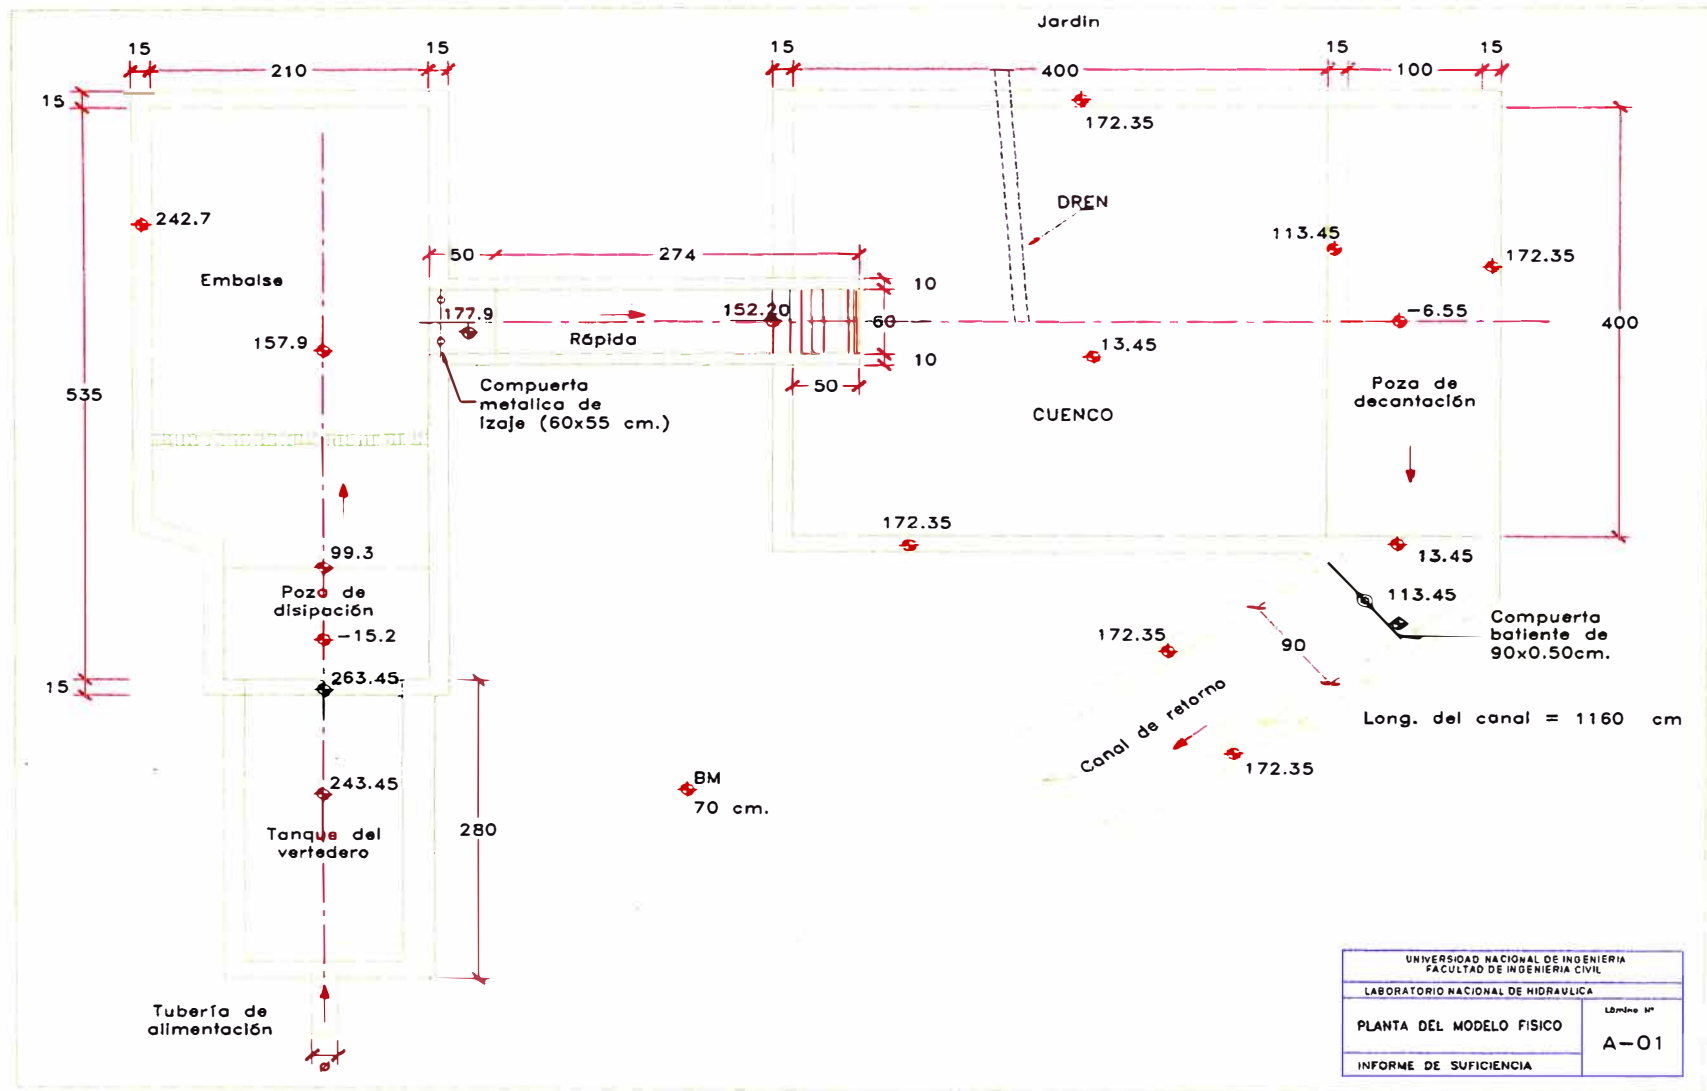 Jardin
15
210
15
15
400
15
100
15
15
172.35
242.7
DREN
113.45
172.35
50
274
Embalse
10
177.9
152.20
60
-6.55
400
Rápida
157.9
13.45
10
535
Compuerta
metalica de
Izaje (60x55 cm.)
50
CUENCO
Poza de
decantación
172.35
99.3
13.45
Poza de
disipación
113.45
-15.2
172.35
90
Compuerta
batiente de
90x0.50cm.
15
263.45
Canal de retorno
Long. del canal = 1160 cm
243.45
BM
70 cm.
172.35
Tanque del
vertedero
280
Tubería de
alimentación
ø
UNIVERSIDAD NACIONAL DE INGENIERIA
FACULTAD DE INGENIERIA CIVIL
LABORATORIO NACIONAL DE HIDRAULICA
PLANTA DEL MODELO FISICO
Lámina Nº
A-01
INFORME DE SUFICIENCIA